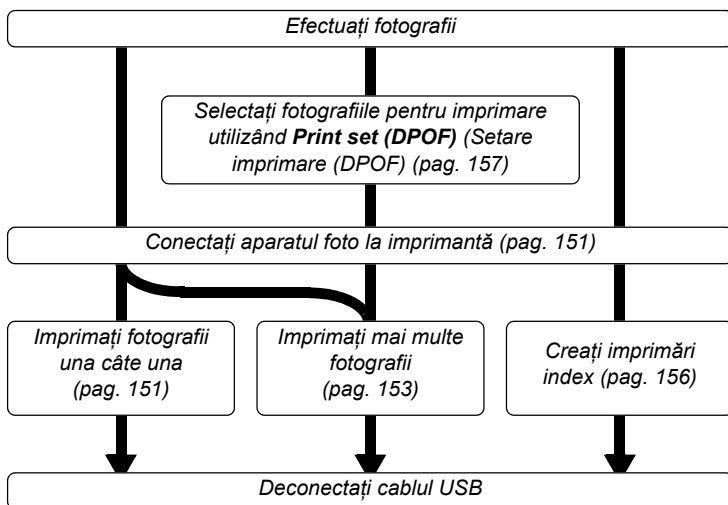 Efectuați fotografii
Selectați fotografiile pentru imprimare
utilizând Print set (DPOF) (Setare
imprimare (DPOF) (pag. 157)
Conectați aparatul foto la imprimantă (pag. 151)
Imprimați fotografii
una câte una
(pag. 151)
Imprimați mai multe
fotografii
(pag. 153)
Creați imprimări
index (pag. 156)
Deconectați cablul USB